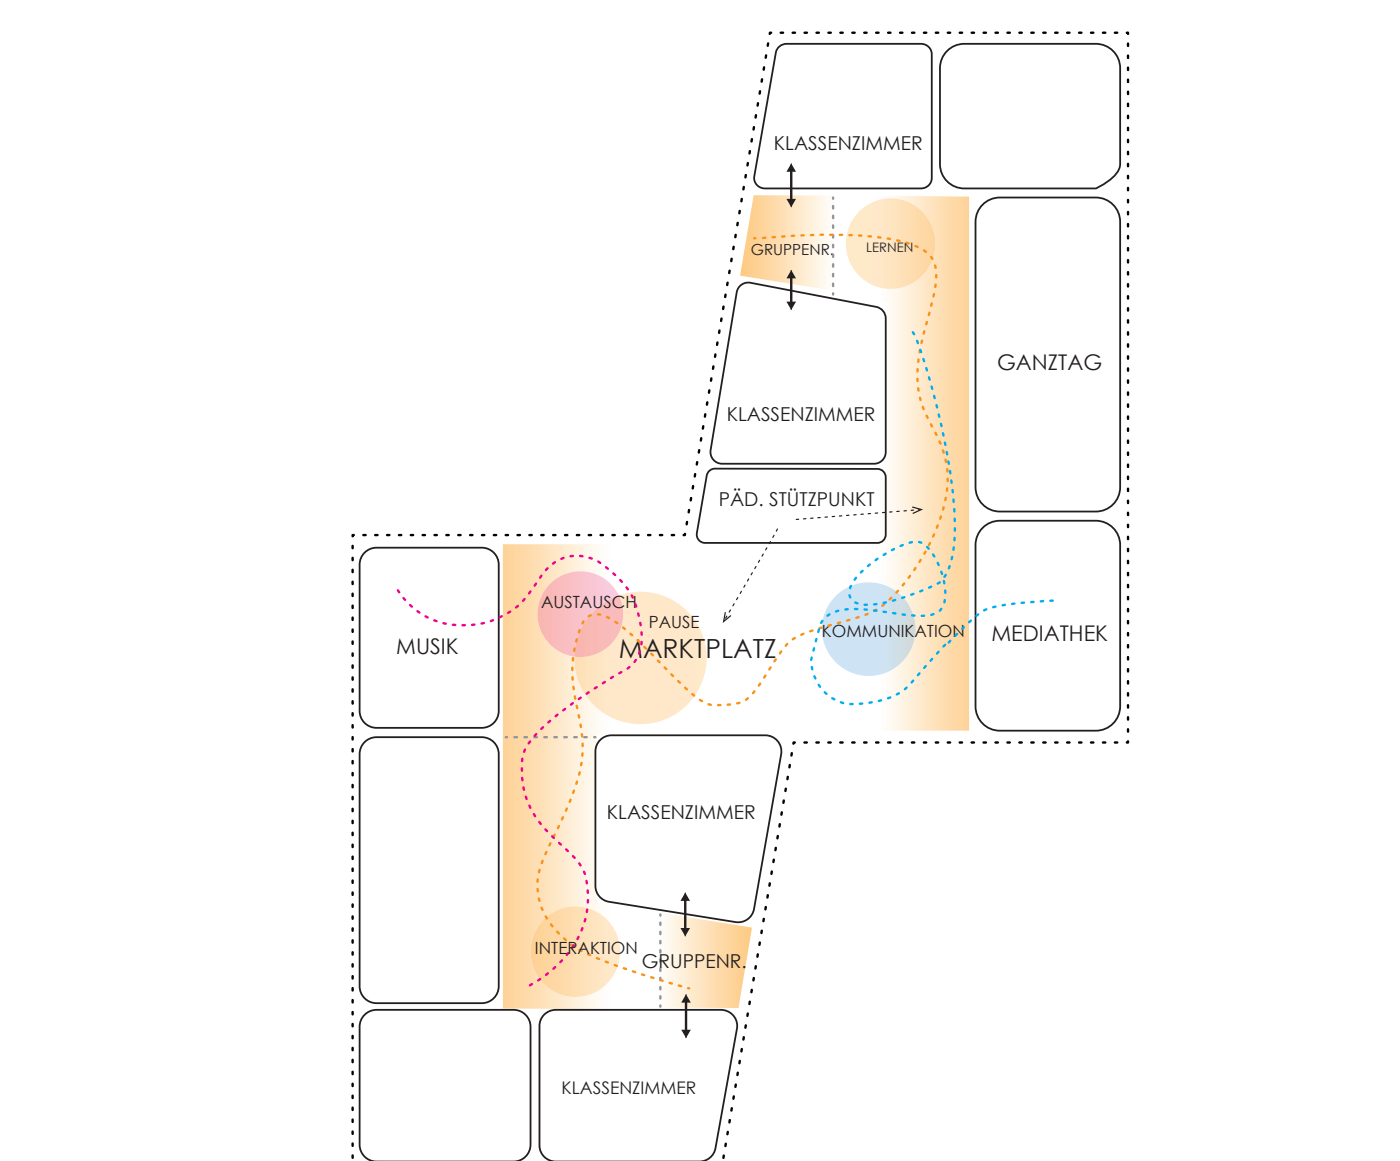 KLASSENZIMMER
GRUPPENR.
LERNEN
GANZTAG
KLASSENZIMMER
PÄD. STÜTZPUNKT
AUSTAUSCH
PAUSE
KOMMUNIKATION
MEDIATHEK
MUSIK
MARKTPLATZ
KLASSENZIMMER
INTERAKTION
GRUPPENR.
KLASSENZIMMER